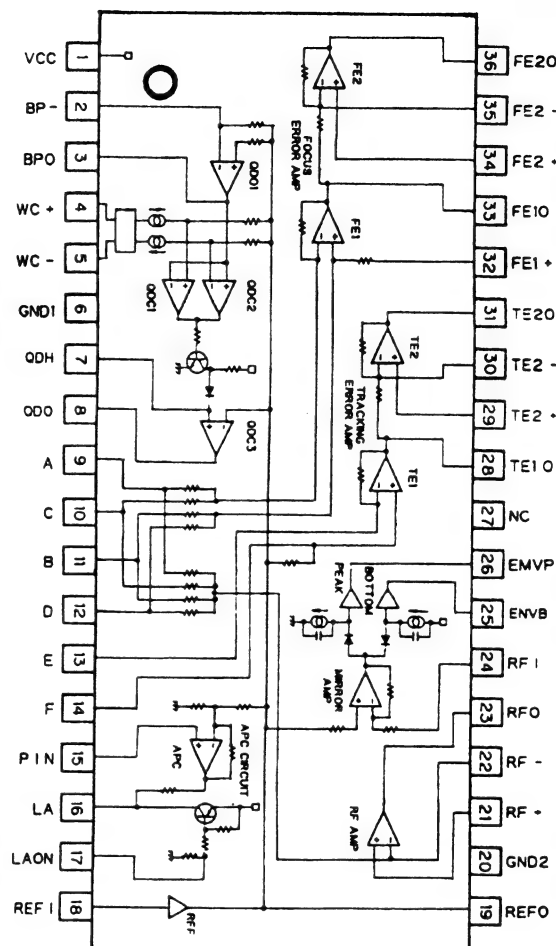 VCC 1
BP- 2
BPO 3
WC + 4
WC - 5
GND1 6
QDH 7
QDO 8
A 9
C 10
B 11
D 12
E 13
F 14
PIN 15
LA 16
LAON 17
REF I 18
36 FE2O
35 FE2 -
34 FE2 +
33 FE1O
32 FE1 +
31 TE2O
30 TE2 -
29 TE2 +
28 TE1O
27 NC
26 EMVP
25 ENVB
24 RF I
23 RFO
22 RF -
21 RF +
20 GND2
19 REFO
FE2
FOCUS
ERROR AMP
FE1
QDO1
QDC1
QDC2
QDC3
TE2
TRACKING
ERROR AMP
TE1
PEAK
BOTTOM
MIRROR
AMP
APC CIRCUIT
APC
RF AMP